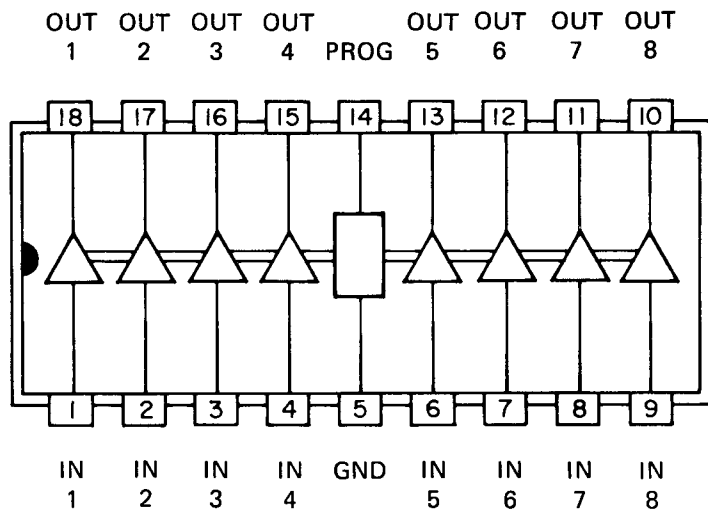 OUT OUT OUT OUT OUT OUT OUT OUT
1 2 3 4 PROG 5 6 7 8
18 17 16 15 14 13 12 11 10
1 2 3 4 5 6 7 8 9
IN IN IN IN GND IN IN IN IN
1 2 3 4 5 6 7 8